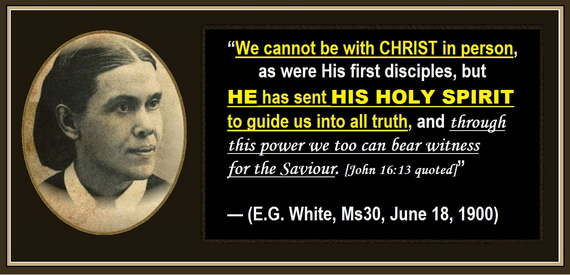 “We cannot be with CHRIST in person,
as were His first disciples, but
HE has sent HIS HOLY SPIRIT
to guide us into all truth, and through
this power we too can bear witness
for the Saviour. [John 16:13 quoted]”
— (E.G. White, Ms30, June 18, 1900)